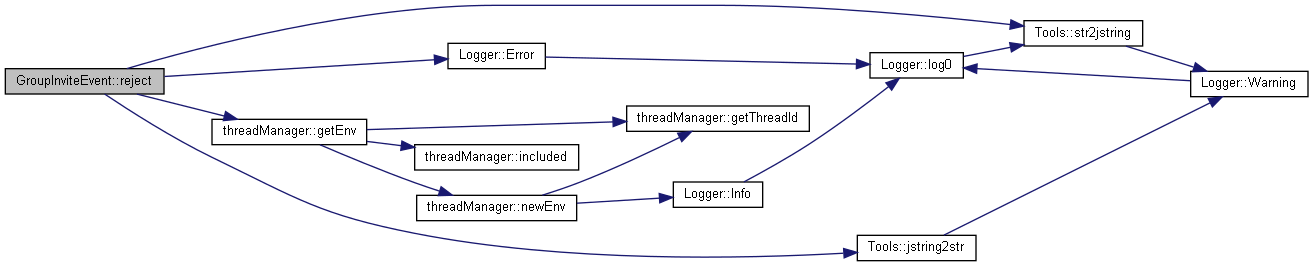 GroupInviteEvent::reject
Logger::Error
threadManager::getEnv
threadManager::getThreadId
threadManager::included
threadManager::newEnv
Logger::Info
Logger::log0
Tools::str2jstring
Logger::Warning
Tools::jstring2str